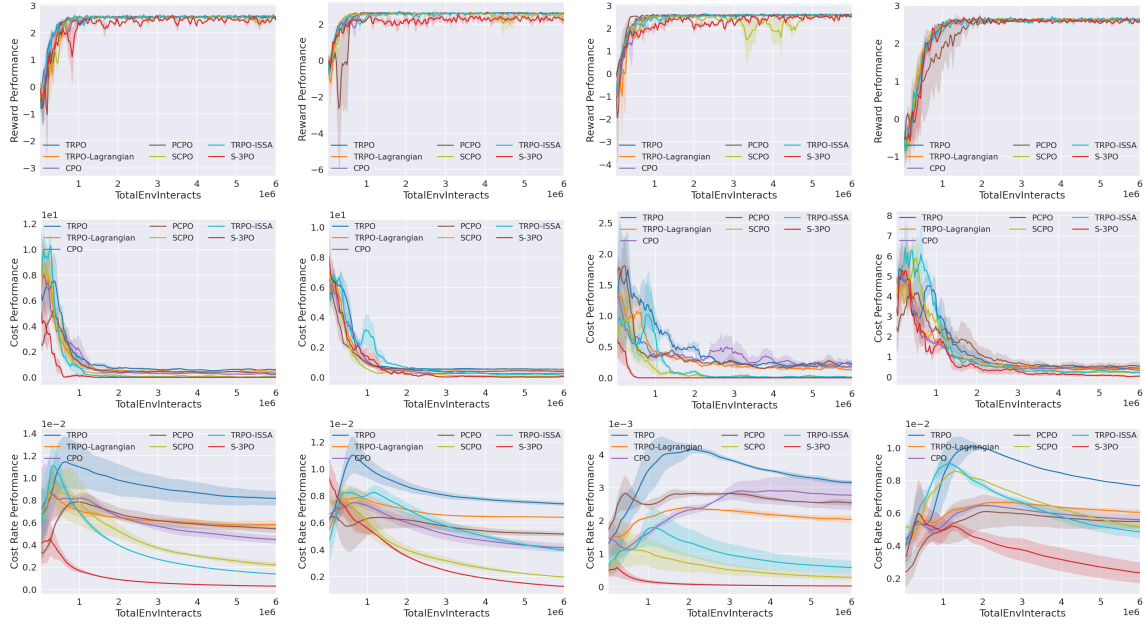 3
2
1
0
−1
−2
−3
Reward Performance
TRPO PCPO TRPO-ISSA
TRPO-Lagrangian SCPO S-3PO
CPO
1 2 3 4 5 6
TotalEnvInteracts 1e6
2
0
−2
−4
−6
Reward Performance
TRPO PCPO TRPO-ISSA
TRPO-Lagrangian SCPO S-3PO
CPO
1 2 3 4 5 6
TotalEnvInteracts 1e6
3
2
1
0
−1
−2
−3
−4
Reward Performance
TRPO PCPO TRPO-ISSA
TRPO-Lagrangian SCPO S-3PO
CPO
1 2 3 4 5 6
TotalEnvInteracts 1e6
3
2
1
0
−1
Reward Performance
TRPO PCPO TRPO-ISSA
TRPO-Lagrangian SCPO S-3PO
CPO
1 2 3 4 5 6
TotalEnvInteracts 1e6
1e1
1.2
1.0
0.8
0.6
0.4
0.2
0.0
Cost Performance
TRPO PCPO TRPO-ISSA
TRPO-Lagrangian SCPO S-3PO
CPO
1 2 3 4 5 6
TotalEnvInteracts 1e6
1e1
1.0
0.8
0.6
0.4
0.2
0.0
Cost Performance
TRPO PCPO TRPO-ISSA
TRPO-Lagrangian SCPO S-3PO
CPO
1 2 3 4 5 6
TotalEnvInteracts 1e6
2.5
2.0
1.5
1.0
0.5
0.0
Cost Performance
TRPO PCPO TRPO-ISSA
TRPO-Lagrangian SCPO S-3PO
CPO
1 2 3 4 5 6
TotalEnvInteracts 1e6
8
7
6
5
4
3
2
1
0
Cost Performance
TRPO PCPO TRPO-ISSA
TRPO-Lagrangian SCPO S-3PO
CPO
1 2 3 4 5 6
TotalEnvInteracts 1e6
1e−2
1.4
1.2
1.0
0.8
0.6
0.4
0.2
0.0
Cost Rate Performance
TRPO PCPO TRPO-ISSA
TRPO-Lagrangian SCPO S-3PO
CPO
1 2 3 4 5 6
TotalEnvInteracts 1e6
1e−2
1.2
1.0
0.8
0.6
0.4
0.2
Cost Rate Performance
TRPO PCPO TRPO-ISSA
TRPO-Lagrangian SCPO S-3PO
CPO
1 2 3 4 5 6
TotalEnvInteracts 1e6
1e−3
4
3
2
1
0
Cost Rate Performance
TRPO PCPO TRPO-ISSA
TRPO-Lagrangian SCPO S-3PO
CPO
1 2 3 4 5 6
TotalEnvInteracts 1e6
1e−2
1.0
0.8
0.6
0.4
0.2
Cost Rate Performance
TRPO PCPO TRPO-ISSA
TRPO-Lagrangian SCPO S-3PO
CPO
1 2 3 4 5 6
TotalEnvInteracts 1e6